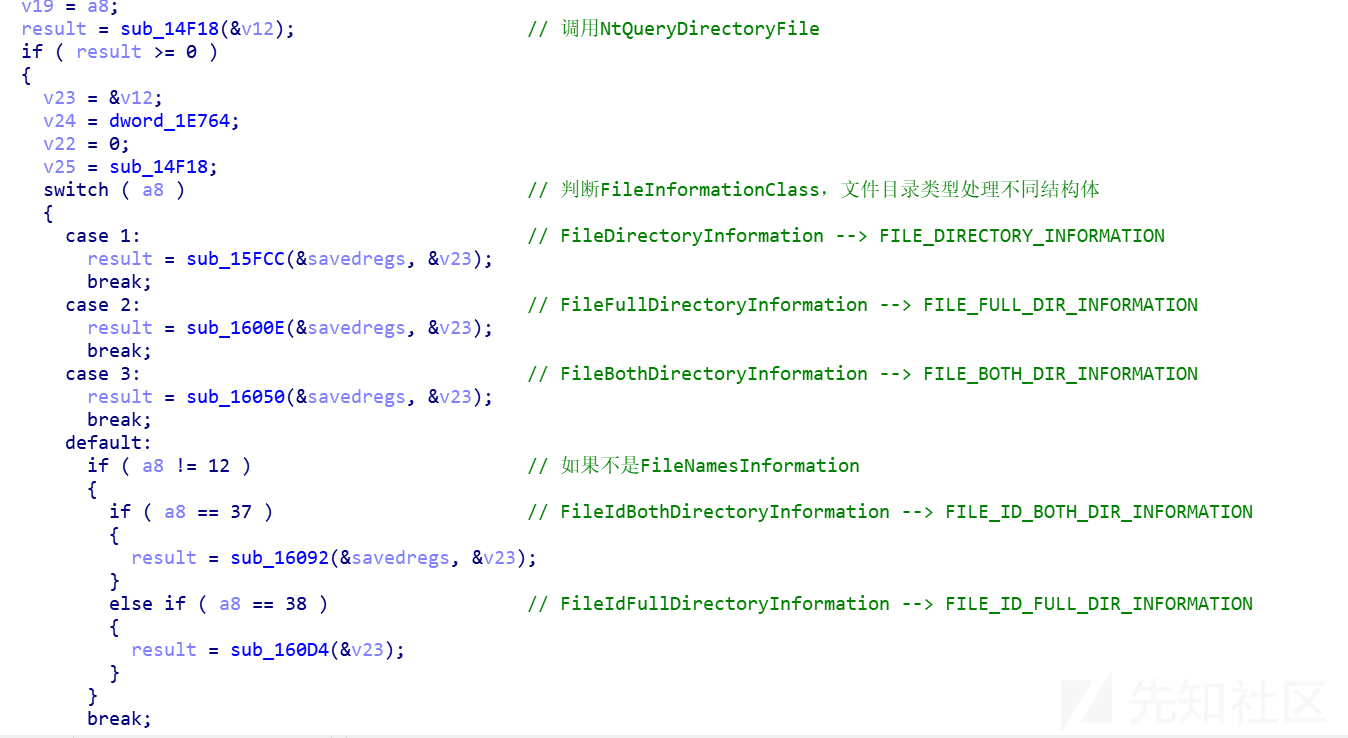 v19 = a8;
result = sub_14F18(&v12); // 调用NtQueryDirectoryFile
if ( result >= 0 )
{
v23 = &v12;
v24 = dword_1E764;
v22 = 0;
v25 = sub_14F18;
switch ( a8 ) // 判断FileInformationClass，文件目录类型处理不同结构体
{
case 1: // FileDirectoryInformation --> FILE_DIRECTORY_INFORMATION
result = sub_15FCC(&savedregs, &v23);
break;
case 2: // FileFullDirectoryInformation --> FILE_FULL_DIR_INFORMATION
result = sub_1600E(&savedregs, &v23);
break;
case 3: // FileBothDirectoryInformation --> FILE_BOTH_DIR_INFORMATION
result = sub_16050(&savedregs, &v23);
break;
default:
if ( a8 != 12 ) // 如果不是FileNamesInformation
{
if ( a8 == 37 ) // FileIdBothDirectoryInformation --> FILE_ID_BOTH_DIR_INFORMATION
{
result = sub_16092(&savedregs, &v23);
}
else if ( a8 == 38 ) // FileIdFullDirectoryInformation --> FILE_ID_FULL_DIR_INFORMATION
{
result = sub_160D4(&v23);
}
}
break;
先知社区